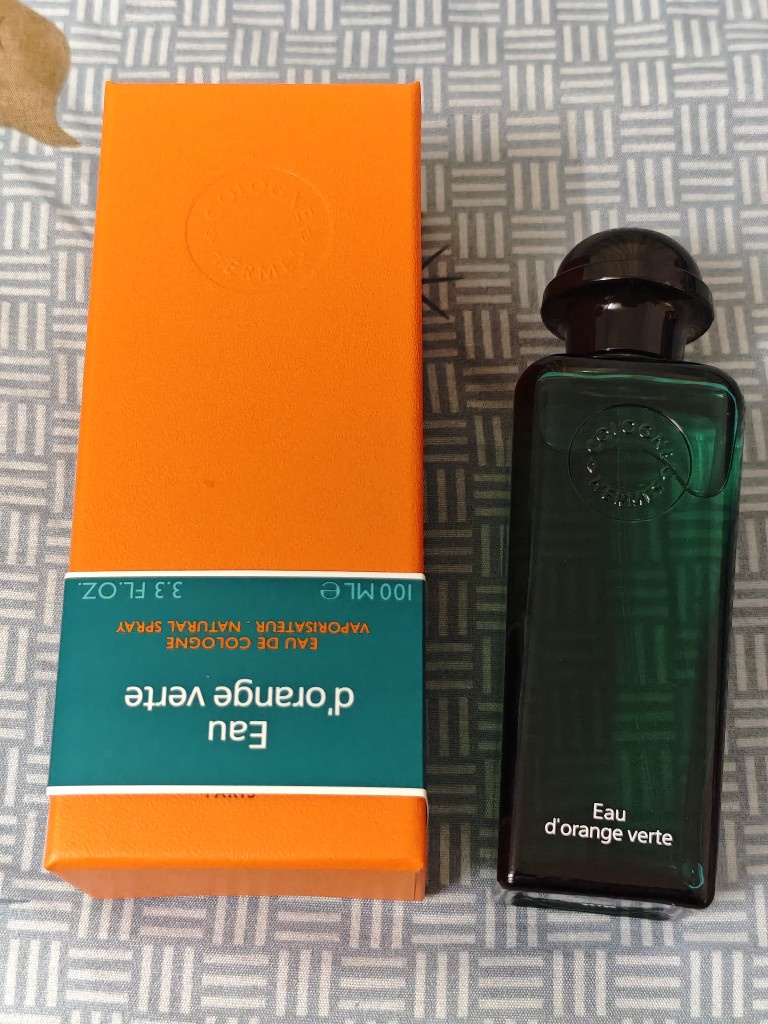 COLOGNE
HERMÈS
Eau
d'orange verte
EAU DE COLOGNE
VAPORISATEUR . NATURAL SPRAY
100 ML ℮ 3.3 FL.OZ.
COLOGNE
HERMÈS
Eau
d'orange verte